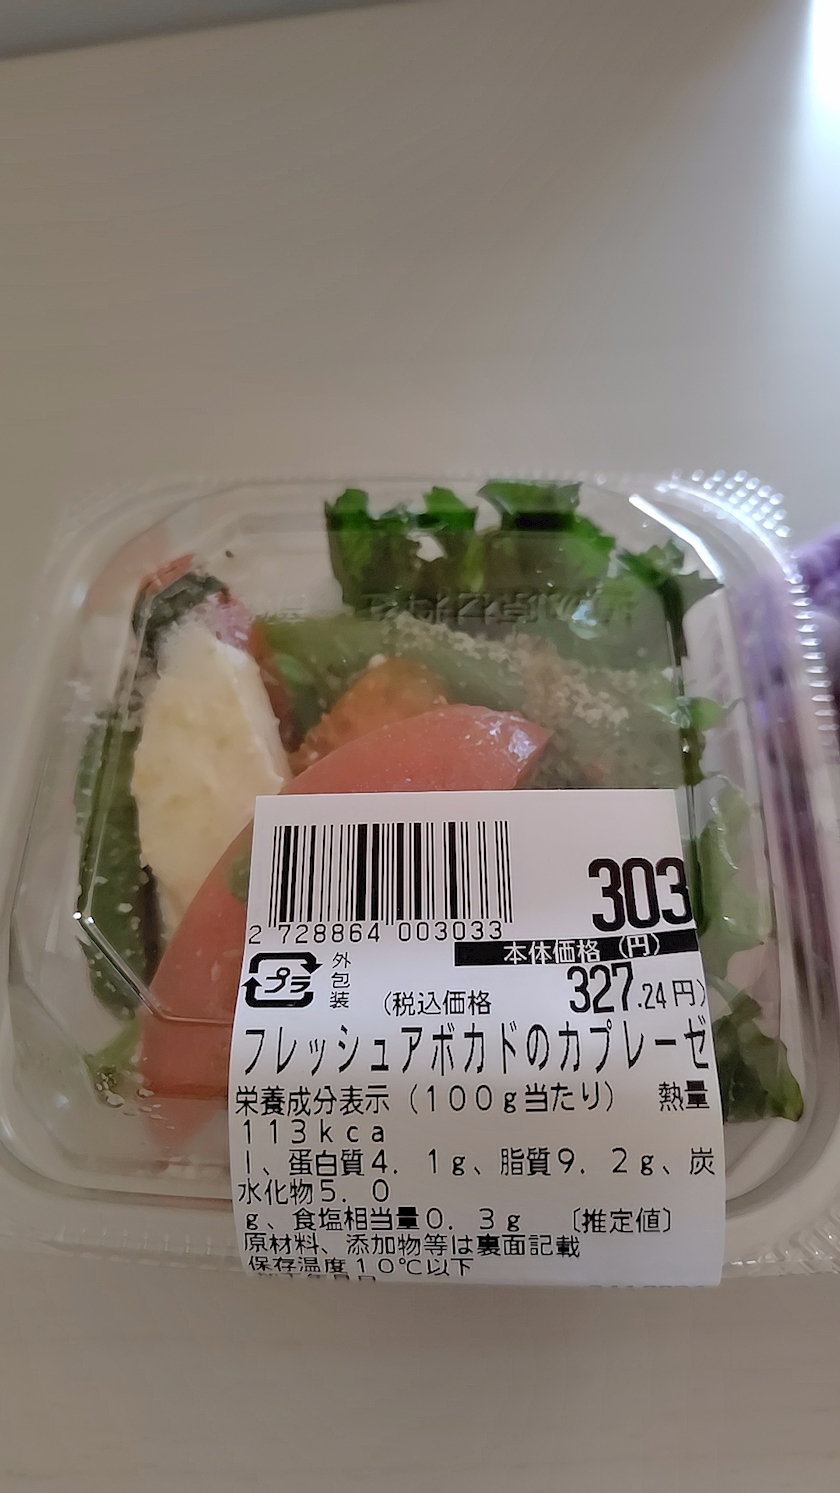 303
2 728864 003033
本体価格（円）
プラ
外包装
（税込価格 327.24円）
フレッシュアボカドのカプレーゼ
栄養成分表示（100g当たり） 熱量
113kca
l、蛋白質4．1g、脂質9．2g、炭
水化物5．0
g、食塩相当量0．3g 〔推定値〕
原材料、添加物等は裏面記載
保存温度10℃以下